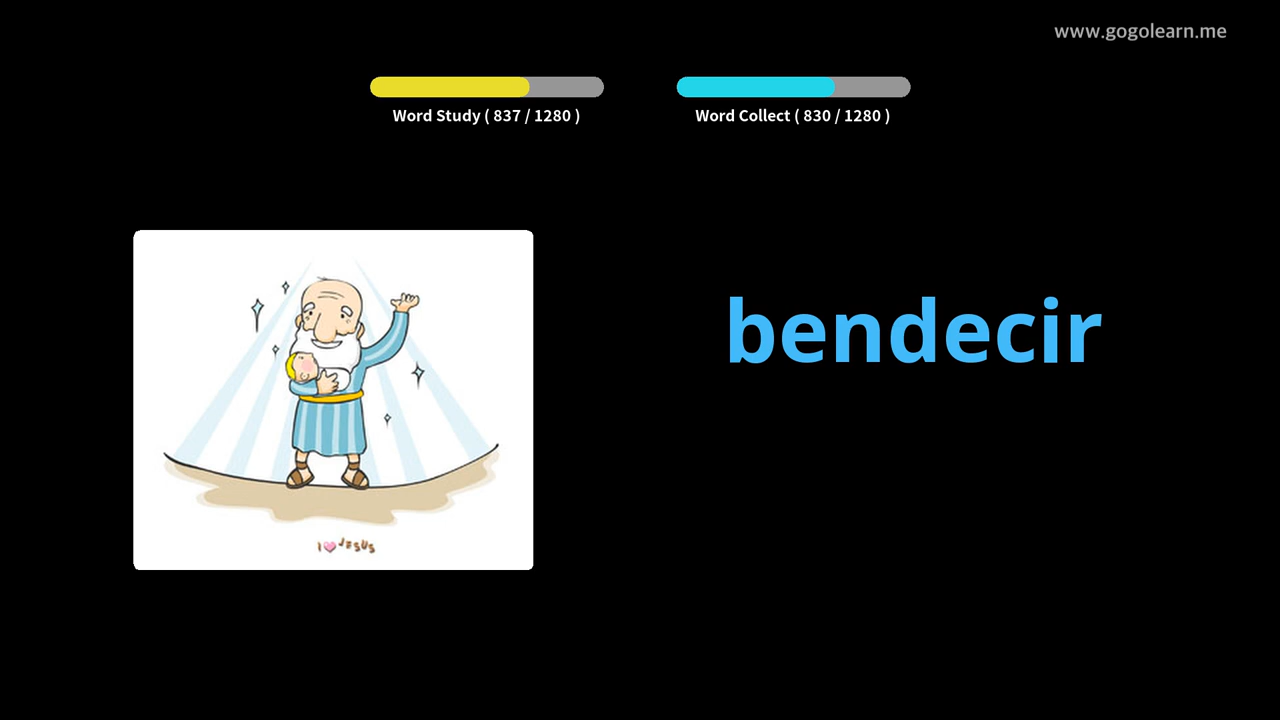 www.gogolearn.me
Word Study ( 837 / 1280 )
Word Collect ( 830 / 1280 )
bendecir
I ♥ JESUS